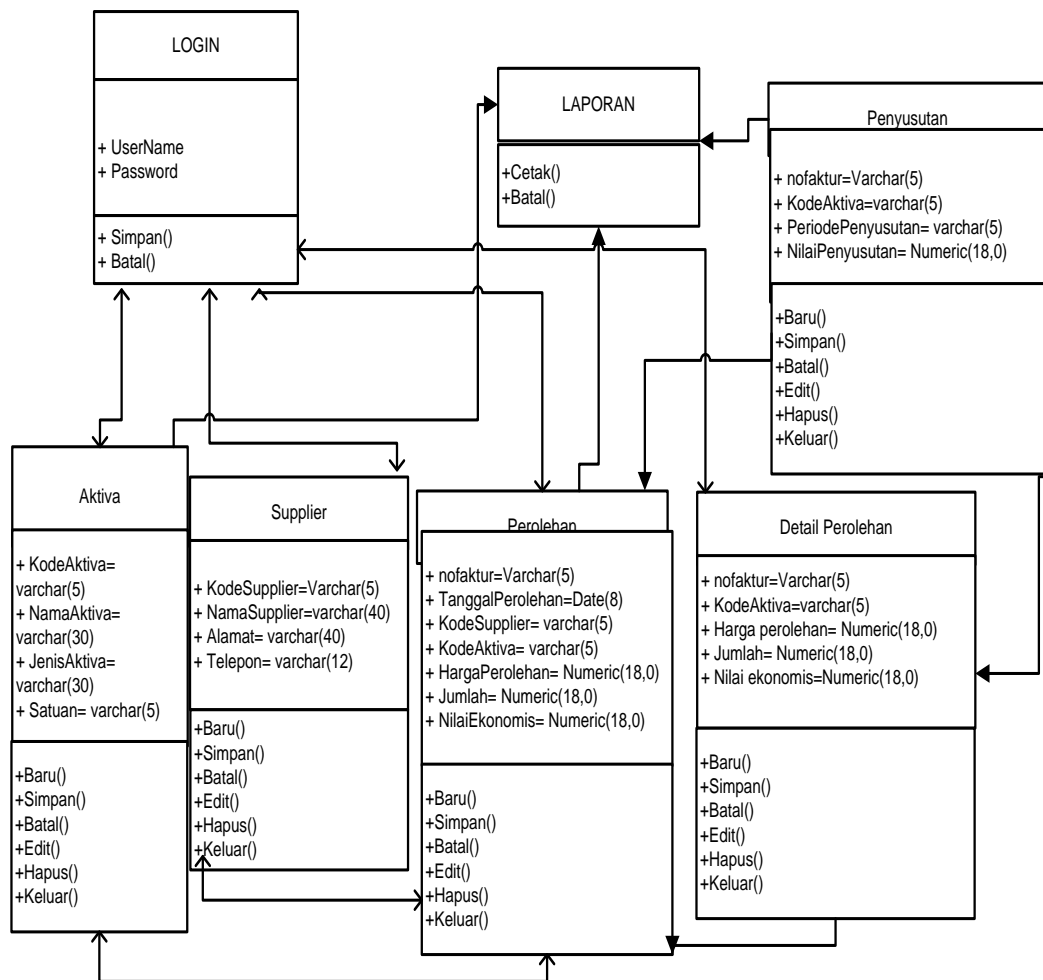 LOGIN
+ UserName
+ Password
+ Simpan()
+ Batal()
LAPORAN
+Cetak()
+Batal()
Penyusutan
+ nofaktur=Varchar(5)
+ KodeAktiva=varchar(5)
+ PeriodePenyusutan= varchar(5)
+ NilaiPenyusutan= Numeric(18,0)
+Baru()
+Simpan()
+Batal()
+Edit()
+Hapus()
+Keluar()
Aktiva
+ KodeAktiva=
varchar(5)
+ NamaAktiva=
varchar(30)
+ JenisAktiva=
varchar(30)
+ Satuan= varchar(5)
+Baru()
+Simpan()
+Batal()
+Edit()
+Hapus()
+Keluar()
Supplier
+ KodeSupplier=Varchar(5)
+ NamaSupplier=varchar(40)
+ Alamat= varchar(40)
+ Telepon= varchar(12)
+Baru()
+Simpan()
+Batal()
+Edit()
+Hapus()
+Keluar()
Perolehan
+ nofaktur=Varchar(5)
+ TanggalPerolehan=Date(8)
+ KodeSupplier= varchar(5)
+ KodeAktiva= varchar(5)
+ HargaPerolehan= Numeric(18,0)
+ Jumlah= Numeric(18,0)
+ NilaiEkonomis= Numeric(18,0)
+Baru()
+Simpan()
+Batal()
+Edit()
+Hapus()
+Keluar()
Detail Perolehan
+ nofaktur=Varchar(5)
+ KodeAktiva=varchar(5)
+ Harga perolehan= Numeric(18,0)
+ Jumlah= Numeric(18,0)
+ Nilai ekonomis=Numeric(18,0)
+Baru()
+Simpan()
+Batal()
+Edit()
+Hapus()
+Keluar()